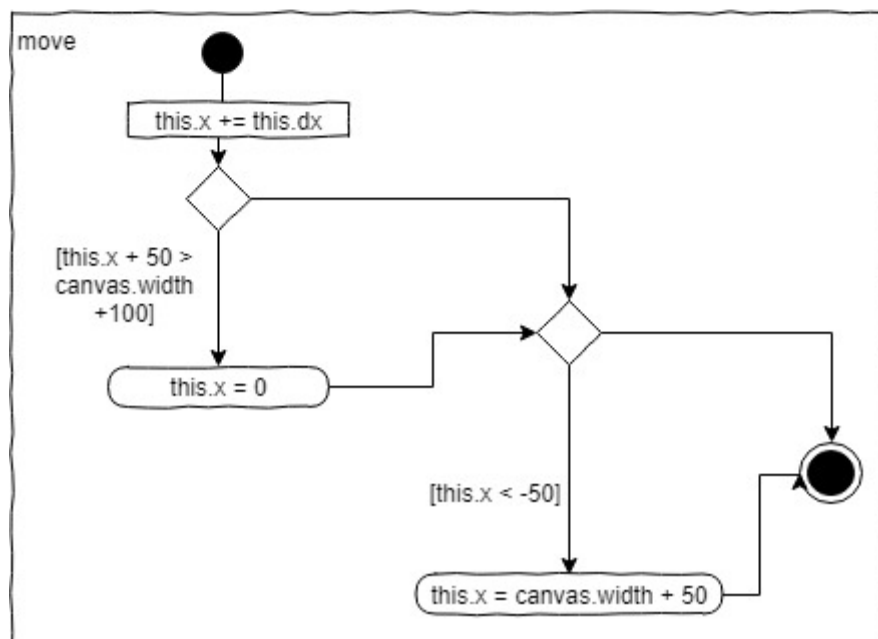 move
this.x += this.dx
[this.x + 50 >
canvas.width
+100]
this.x = 0
[this.x < -50]
this.x = canvas.width + 50